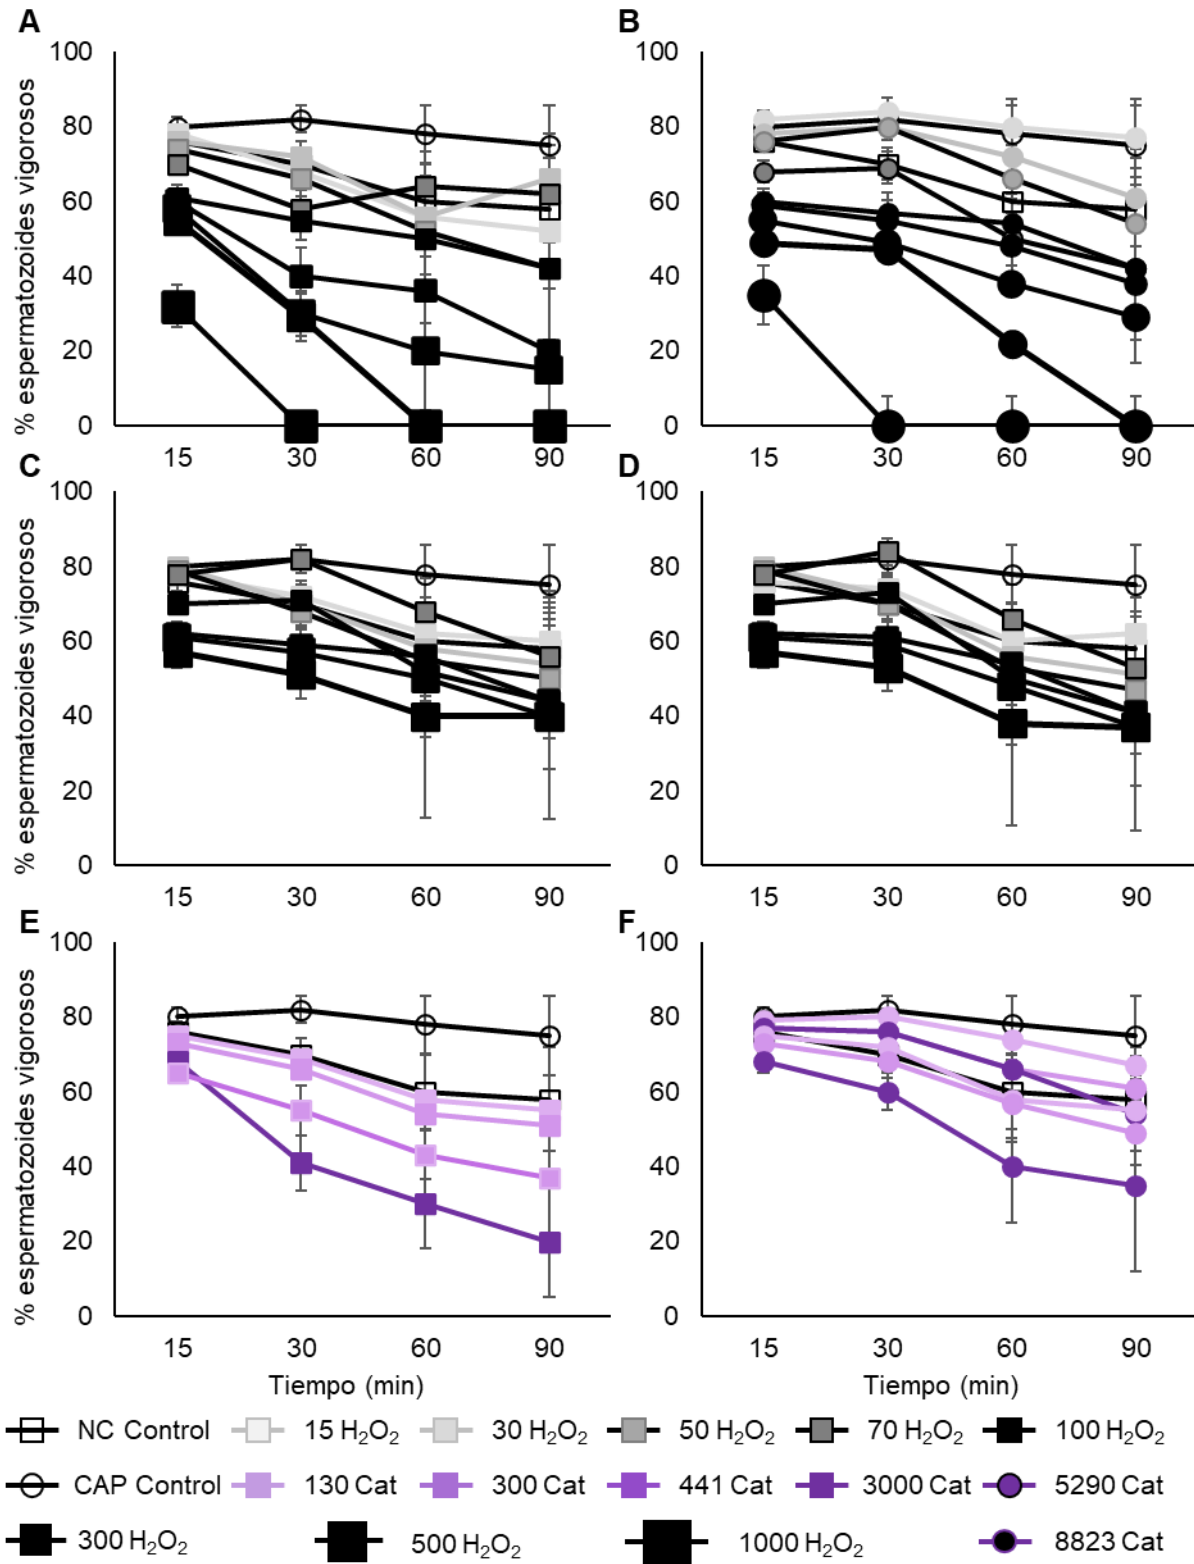 A B
100 100
80 80
60 60
40 40
20 20
0 0
% espermatozoides vigorosos
15 30 60 90 15 30 60 90
C D
100 100
80 80
60 60
40 40
20 20
0 0
% espermatozoides vigorosos
15 30 60 90 15 30 60 90
E F
100 100
80 80
60 60
40 40
20 20
0 0
% espermatozoides vigorosos
15 30 60 90 15 30 60 90
Tiempo (min) Tiempo (min)
NC Control 15 H₂O₂ 30 H₂O₂ 50 H₂O₂ 70 H₂O₂ 100 H₂O₂
CAP Control 130 Cat 300 Cat 441 Cat 3000 Cat 5290 Cat
300 H₂O₂ 500 H₂O₂ 1000 H₂O₂ 8823 Cat